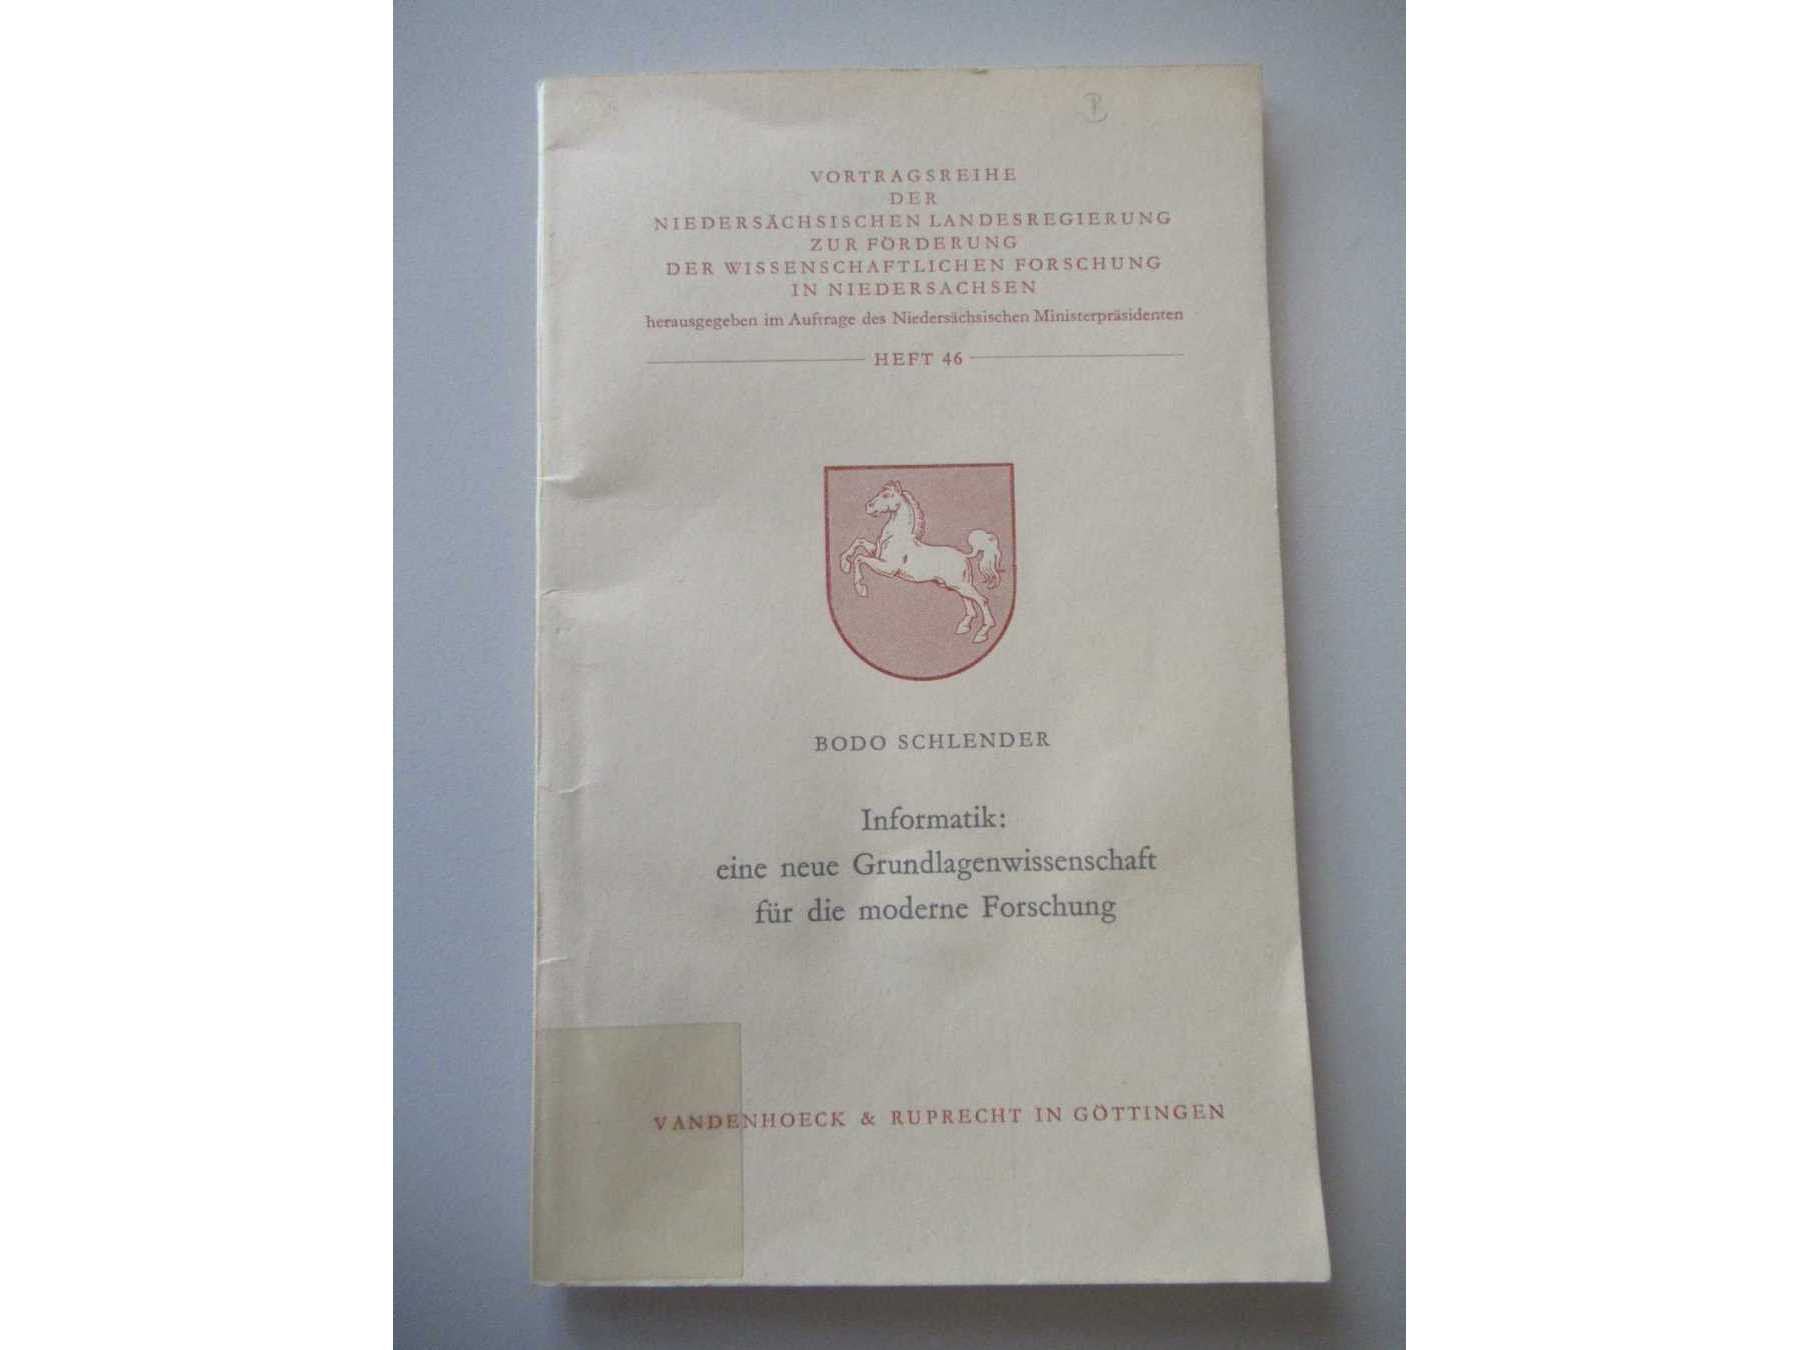 VORTRAGSREIHE
DER
NIEDERSÄCHSISCHEN LANDESREGIERUNG
ZUR FÖRDERUNG
DER WISSENSCHAFTLICHEN FORSCHUNG
IN NIEDERSACHSEN
herausgegeben im Auftrage des Niedersächsischen Ministerpräsidenten
HEFT 46
BODO SCHLENDER
Informatik:
eine neue Grundlagenwissenschaft
für die moderne Forschung
VANDENHOECK & RUPRECHT IN GÖTTINGEN